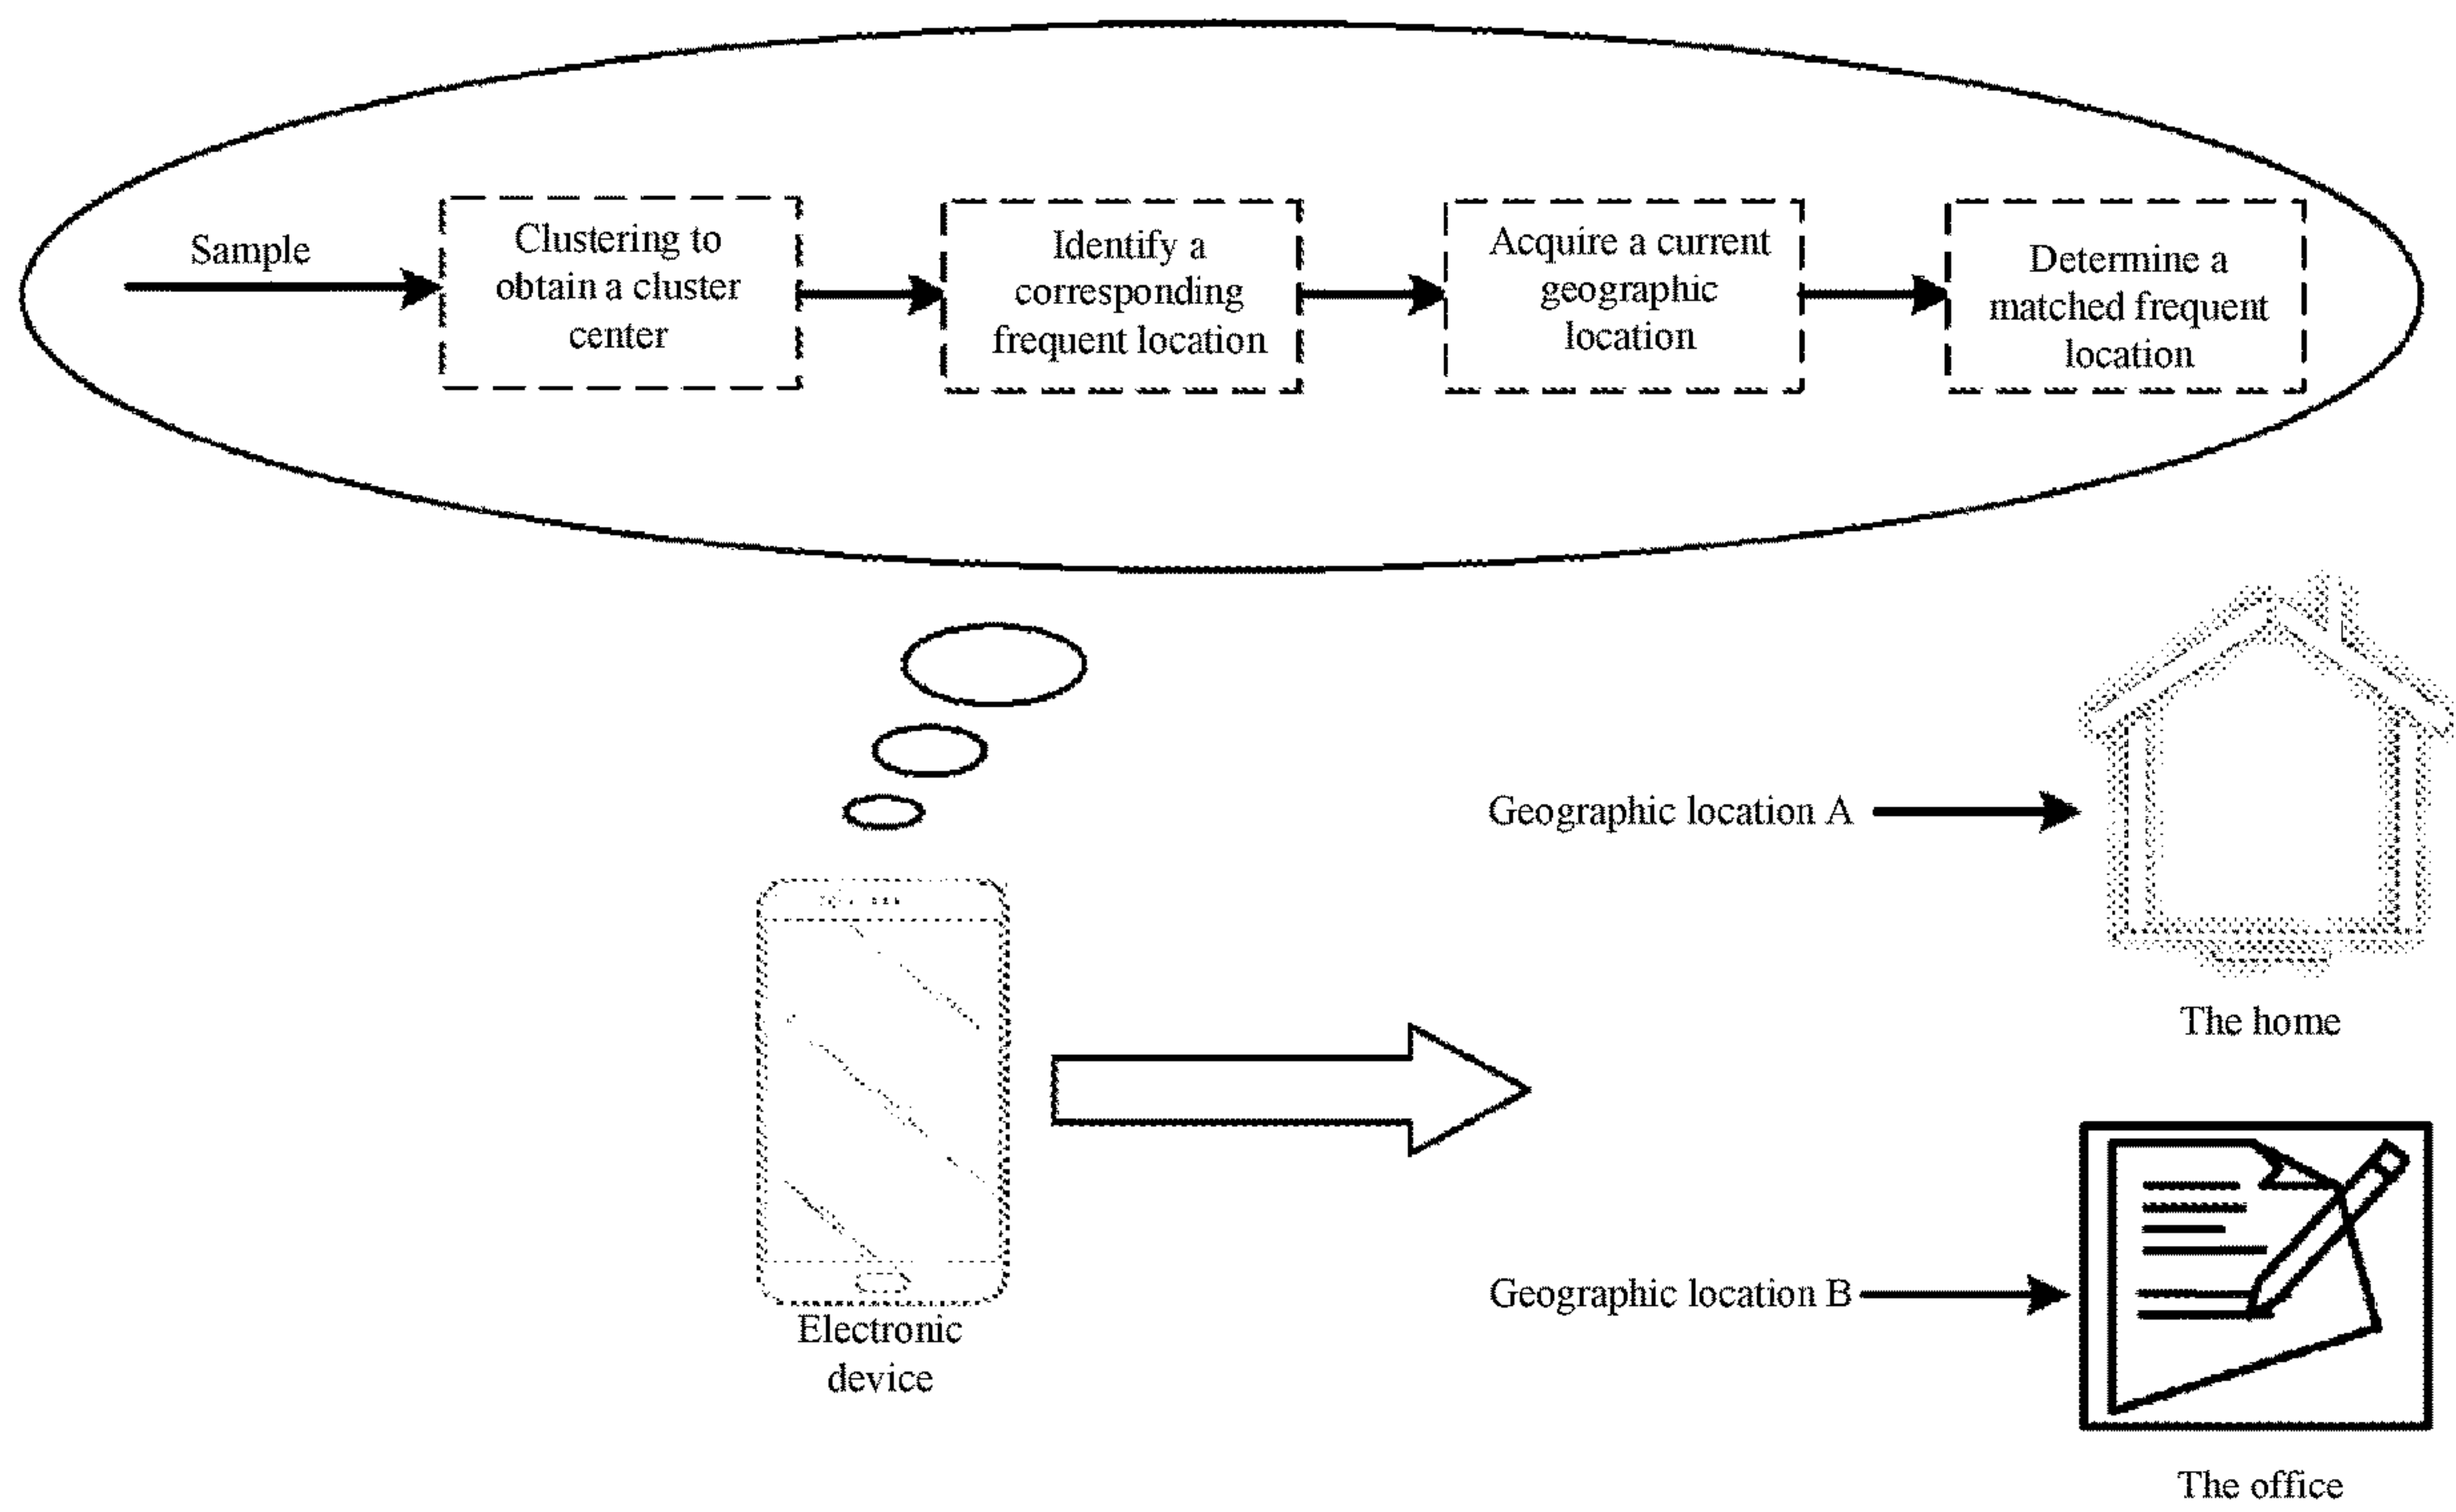 Sample
Clustering to
obtain a cluster
center
Identify a
corresponding
frequent location
Acquire a current
geographic
location
Determine a
matched frequent
location
Geographic location A
The home
Electronic
device
Geographic location B
The office